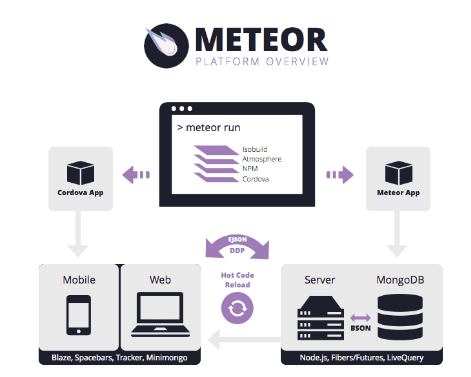 METEOR
PLATFORM OVERVIEW
> meteor run
Isobuild
Atmosphere
NPM
Cordova
Cordova App
Meteor App
EJSON
DDP
Hot Code
Reload
Mobile
Web
Blaze, Spacebars, Tracker, Minimongo
Server
MongoDB
BSON
Node.js, Fibers/Futures, LiveQuery